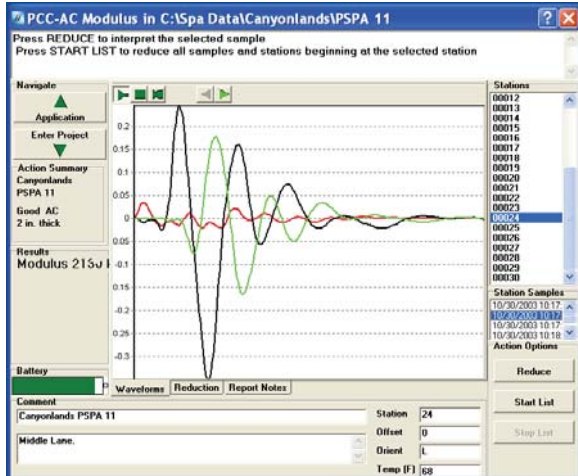 PCC-AC Modulus in C:\Spa Data\Canyonlands\PSPA 11
Press REDUCE to interpret the selected sample
Press START LIST to reduce all samples and stations beginning at the selected station
Navigate
Application
Enter Project
Action Summary
Canyonlands
PSPA 11
Good AC
2 in. thick
Results
Modulus
Battery
0.2
0.15
0.1
0.05
0
0.05
0.1
0.15
0.2
0.25
-0.3
Waveforms
Reduction
Report Notes
Stations
00012
00013
00014
00015
00016
00017
00018
00019
00020
00021
00022
00023
00024
00025
00026
00027
00028
00029
00030
Station Samples
10/30/2003 10:17:
10/30/2003 10:17
10/30/2003 10:17:
10/30/2003 10:18
Action Options
Reduce
Start List
Stop List
Comment
Canyonlands PSPA 11
Middle Lane.
Station 24
Offset 0
Orient L
Temp (F) 68